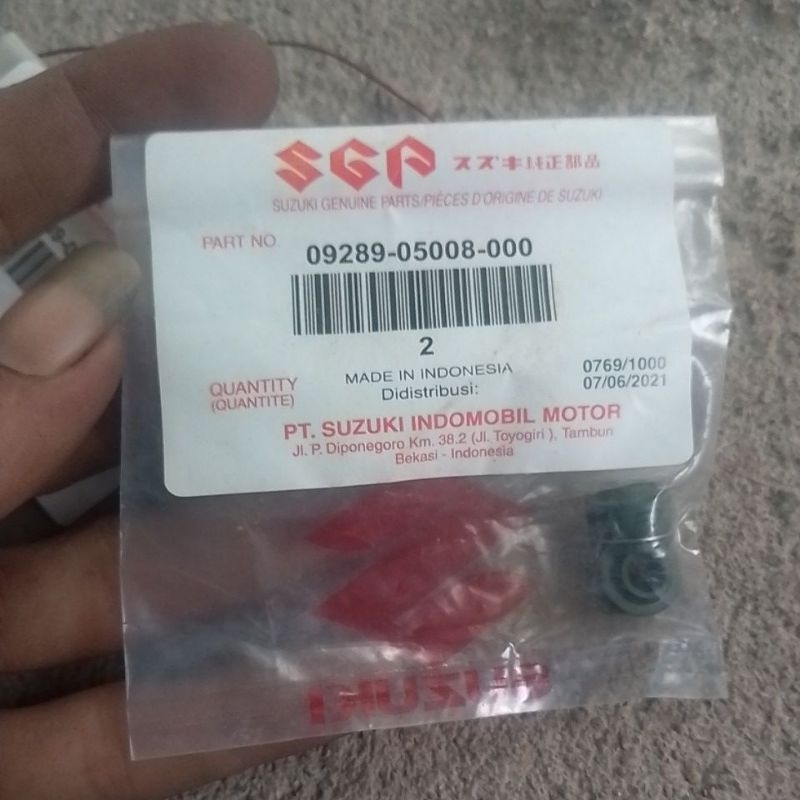 SGP スズキ純正部品
SUZUKI GENUINE PARTS/PIÈCES D'ORIGINE DE SUZUKI
PART NO 09289-05008-000
2
QUANTITY
(QUANTITE)
MADE IN INDONESIA
Didistribusi:
0769/1000
07/06/2021
PT. SUZUKI INDOMOBIL MOTOR
Jl. P. Diponegoro Km. 38.2 (Jl. Toyogiri ), Tambun
Bekasi - Indonesia
SUZUKI